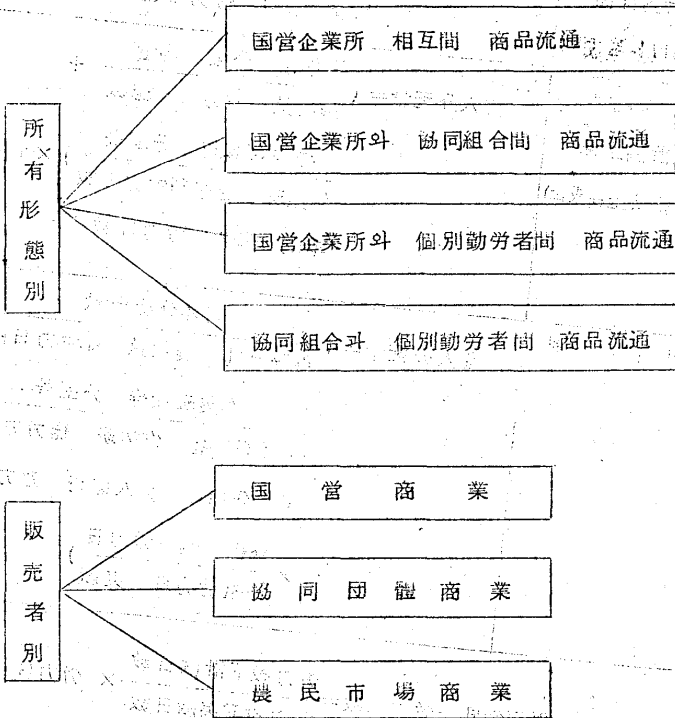 所有形態別
国営企業所 相互間 商品流通
国営企業所와 協同組合間 商品流通
国営企業所와 個別勤労者間 商品流通
協同組合과 個別勤労者間 商品流通
販売者別
国営商業
協同団體商業
農民市場商業